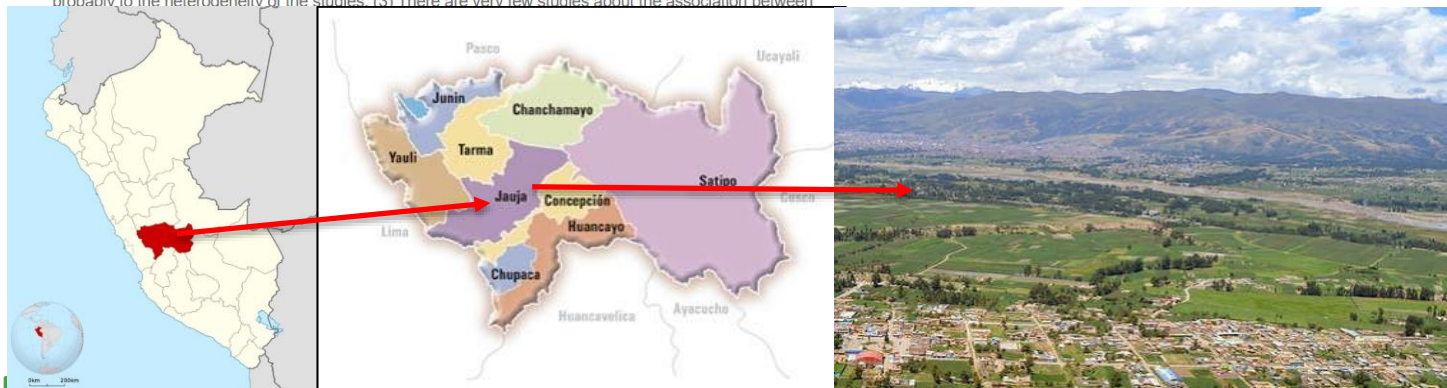 probably to the heterogeneity of the studies. (3) There are very few studies about the association between
Pasco
Ucayali
Junín
Chanchamayo
Tarma
Yauli
Satipo
Jauja
Concepción
Cusco
Lima
Huancayo
Chupaca
Ayacucho
Huancavelica
0km 200km